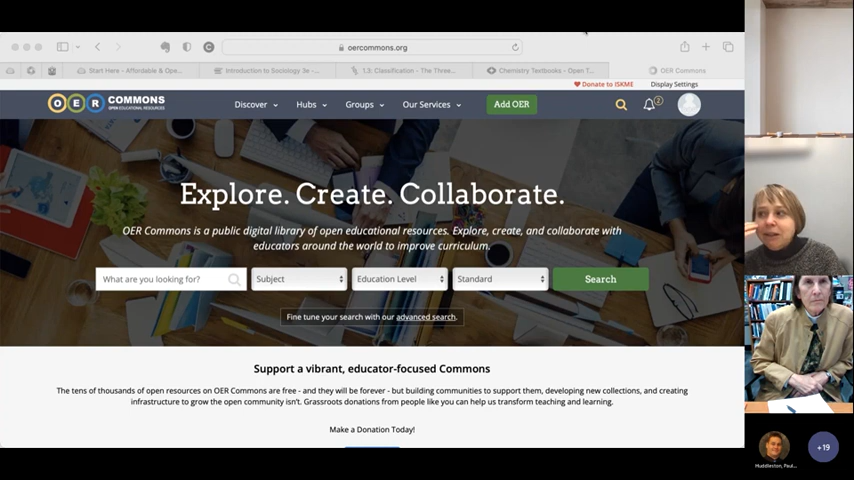 oercommons.org
Start Here - Affordable & Ope...
Introduction to Sociology 3e -...
1.3: Classification - The Three...
Chemistry Textbooks - Open T...
OER Commons
Donate to ISKME
Display Settings
OER COMMONS
OPEN EDUCATIONAL RESOURCES
Discover
Hubs
Groups
Our Services
Add OER
2
Explore. Create. Collaborate.
OER Commons is a public digital library of open educational resources. Explore, create, and collaborate with
educators around the world to improve curriculum.
What are you looking for?
Subject
Education Level
Standard
Search
Fine tune your search with our advanced search.
Support a vibrant, educator-focused Commons
The tens of thousands of open resources on OER Commons are free - and they will be forever - but building communities to support them, developing new collections, and creating
infrastructure to grow the open community isn't. Grassroots donations from people like you can help us transform teaching and learning.
Make a Donation Today!
Muddleston, Paul...
+19